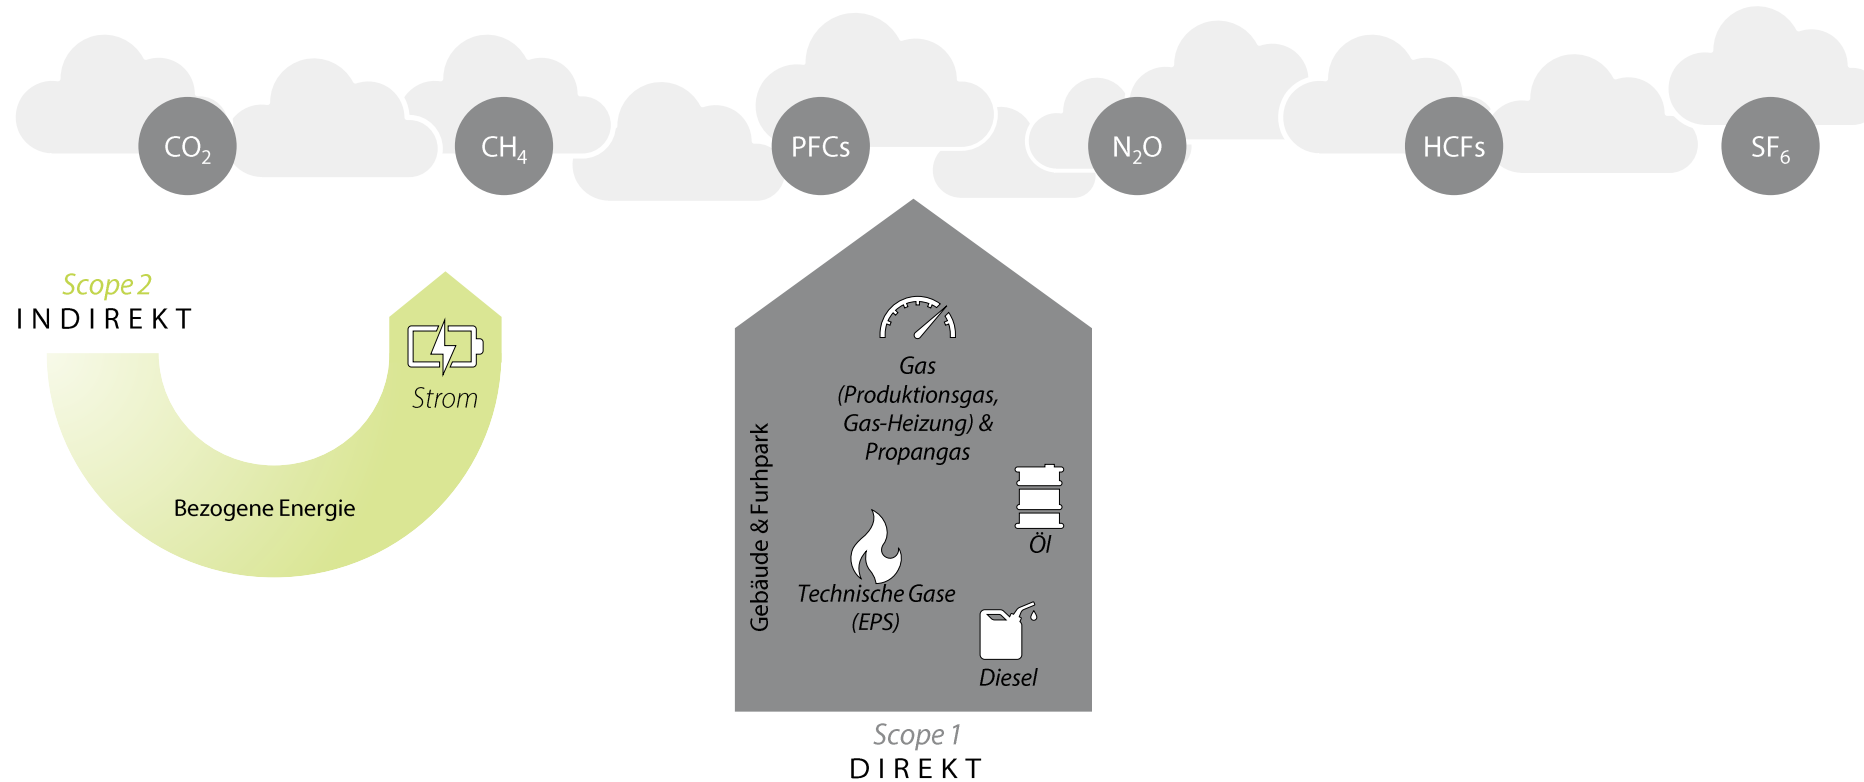 CO₂ CH₄ PFCs N₂O HCFs SF₆
Scope 2
INDIREKT
Strom
Bezogene Energie
Gas
(Produktionsgas,
Gas-Heizung) &
Propangas
Gebäude & Furhpark
Öl
Technische Gase
(EPS)
Diesel
Scope 1
DIREKT